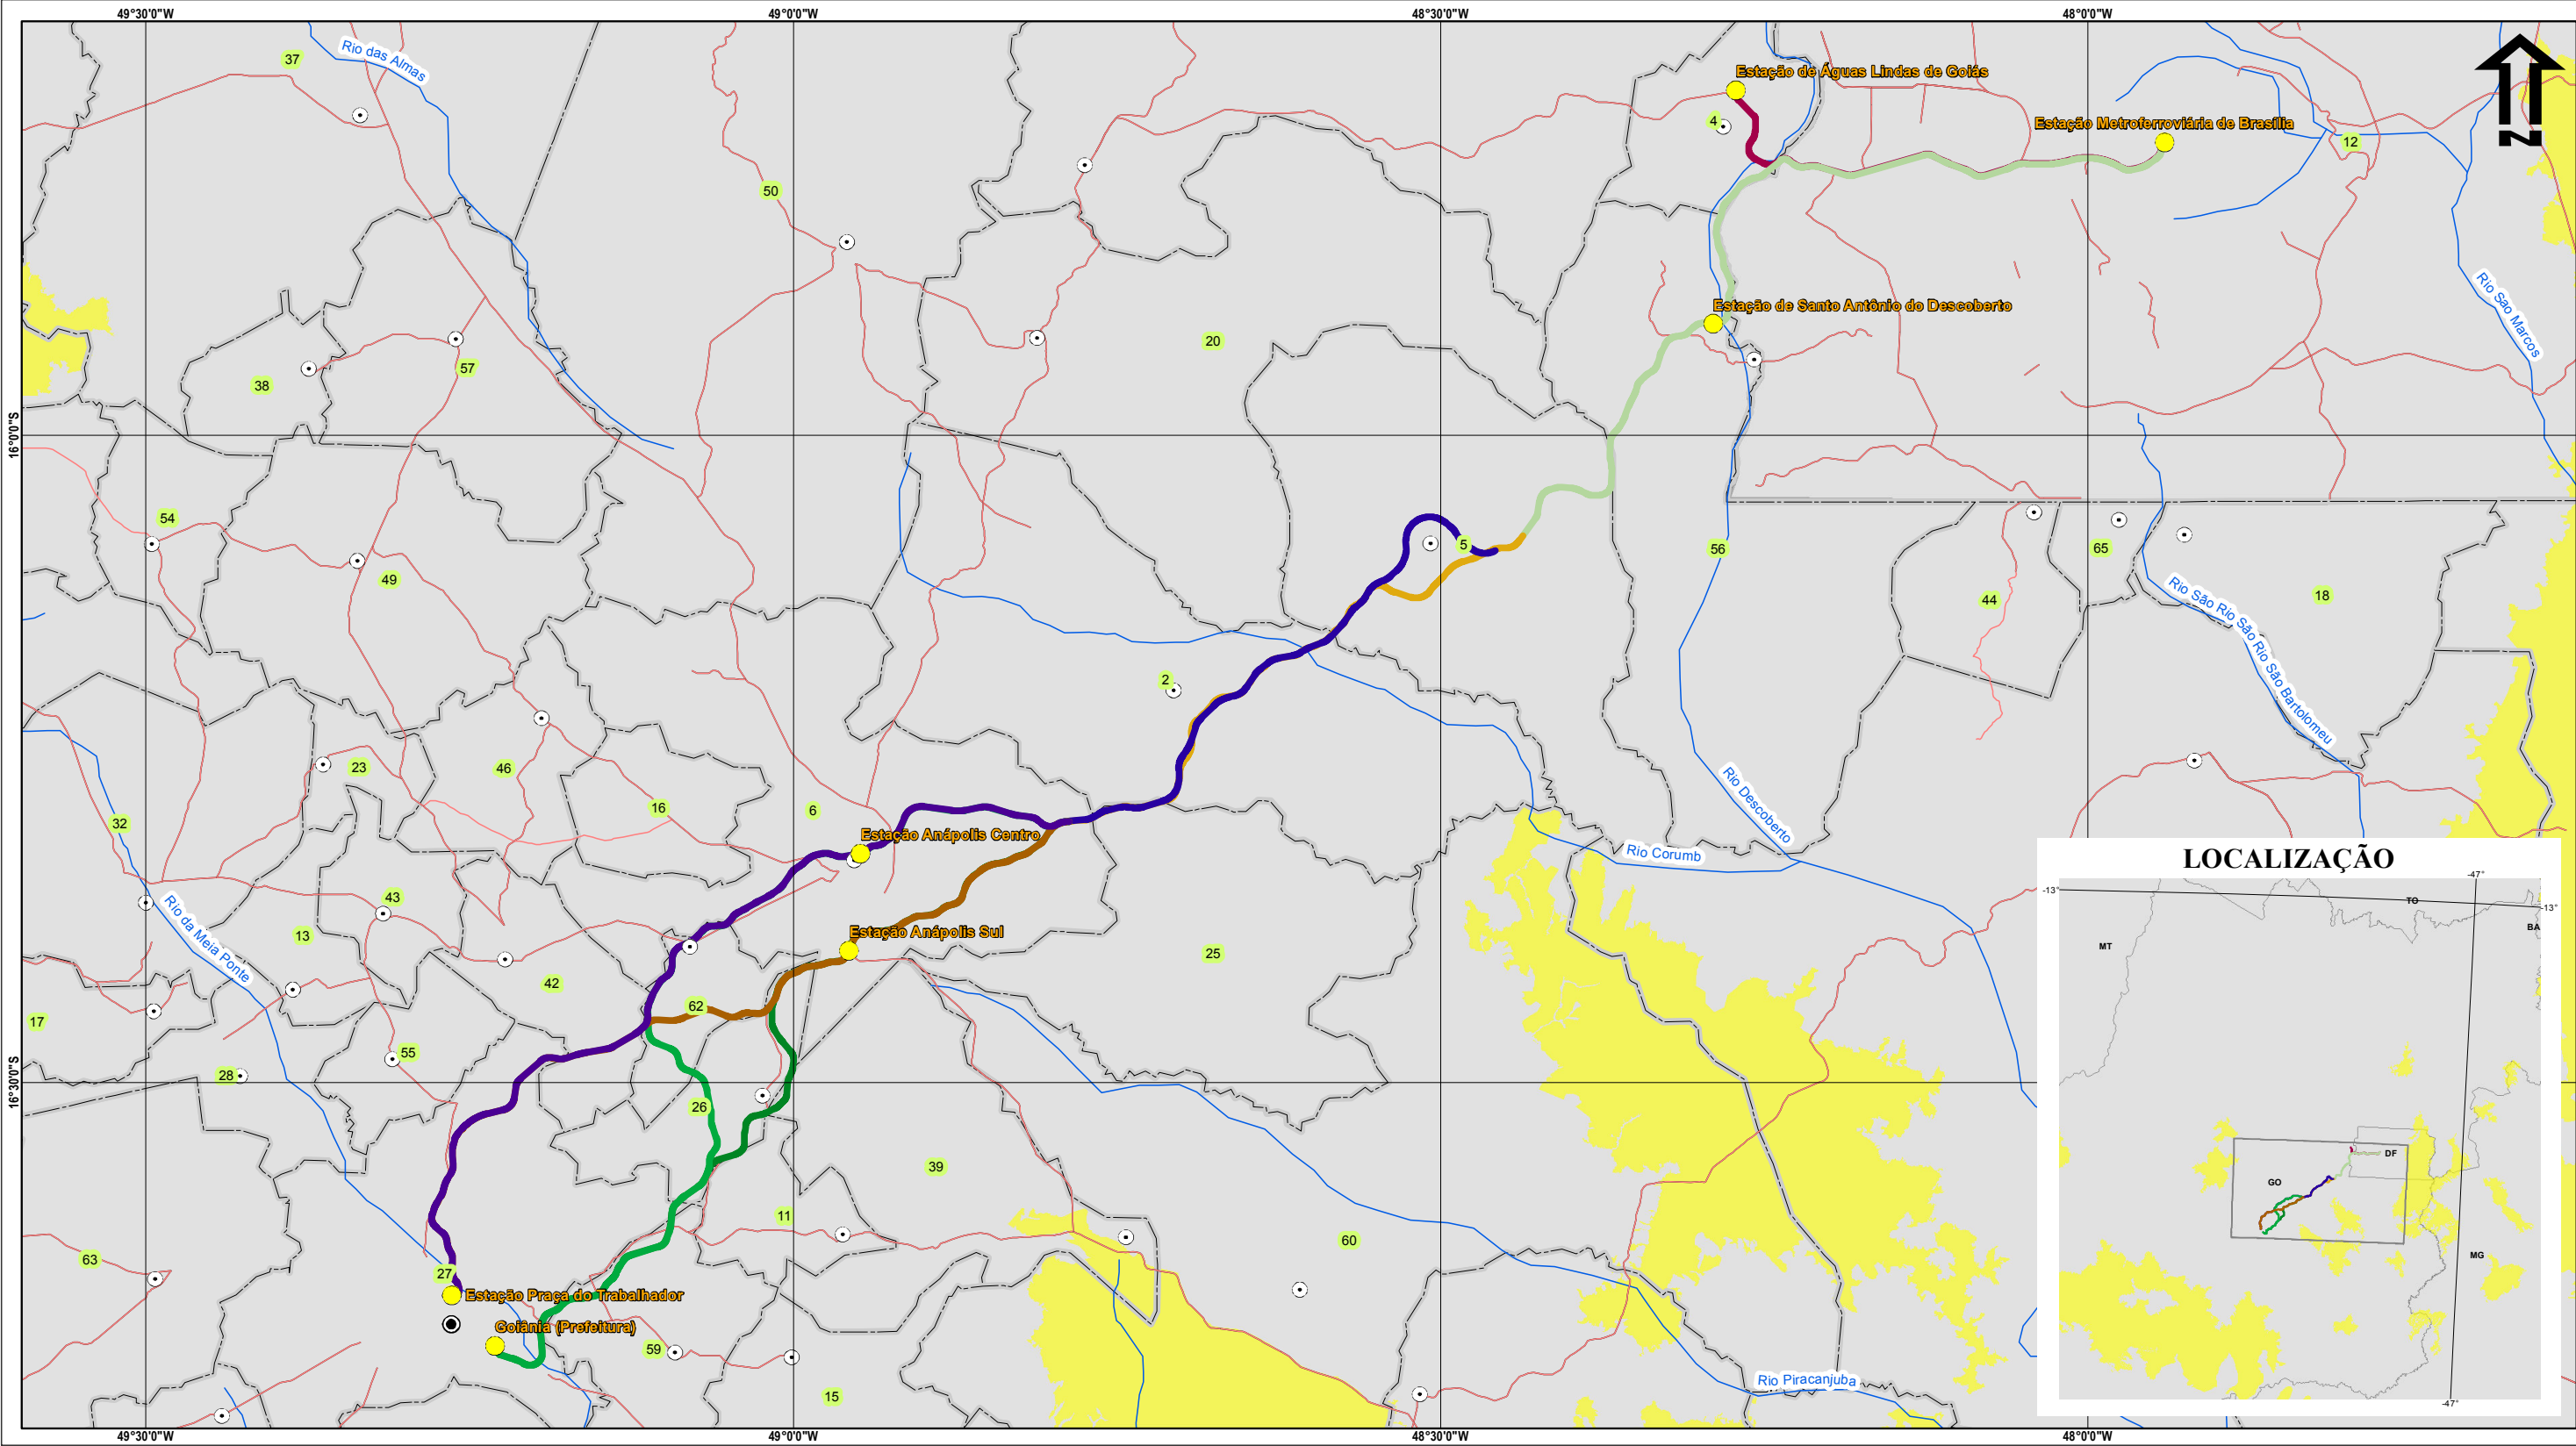 49°30'0"W
49°0'0"W
48°30'0"W
48°0'0"W
37
Rio das Almas
Estação de Águas Lindas de Goiás
4
Estação Metroferroviária de Brasília
12
N
50
Rio Sao Marcos
Estação de Santo Antônio do Descoberto
20
57
38
16°0'0"S
54
5
56
65
49
44
18
Rio São Rio São Rio São Rio São Bartolomeu
2
23
46
16
6
32
Rio Descoberto
Estação Anápolis Centro
Rio Corumb
LOCALIZAÇÃO
-47°
-13°
-13°
TO
BA
MT
43
Rio da Meia Ponte
13
Estação Anápolis Sul
25
42
62
17
55
28
16°30'0"S
26
39
DF
GO
11
60
MG
63
27
Estação Praça do Trabalhador
Goiânia (Prefeitura)
59
15
Rio Piracanjuba
-47°
49°30'0"W
49°0'0"W
48°30'0"W
48°0'0"W